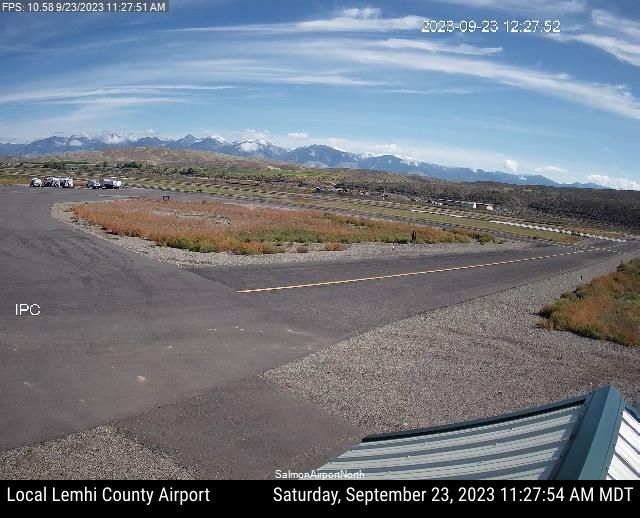 FPS: 10.58 9/23/2023 11:27:51 AM
2023-09-23 12:27:52
IPC
SalmonAirportNorth
Local Lemhi County Airport Saturday, September 23, 2023 11:27:54 AM MDT